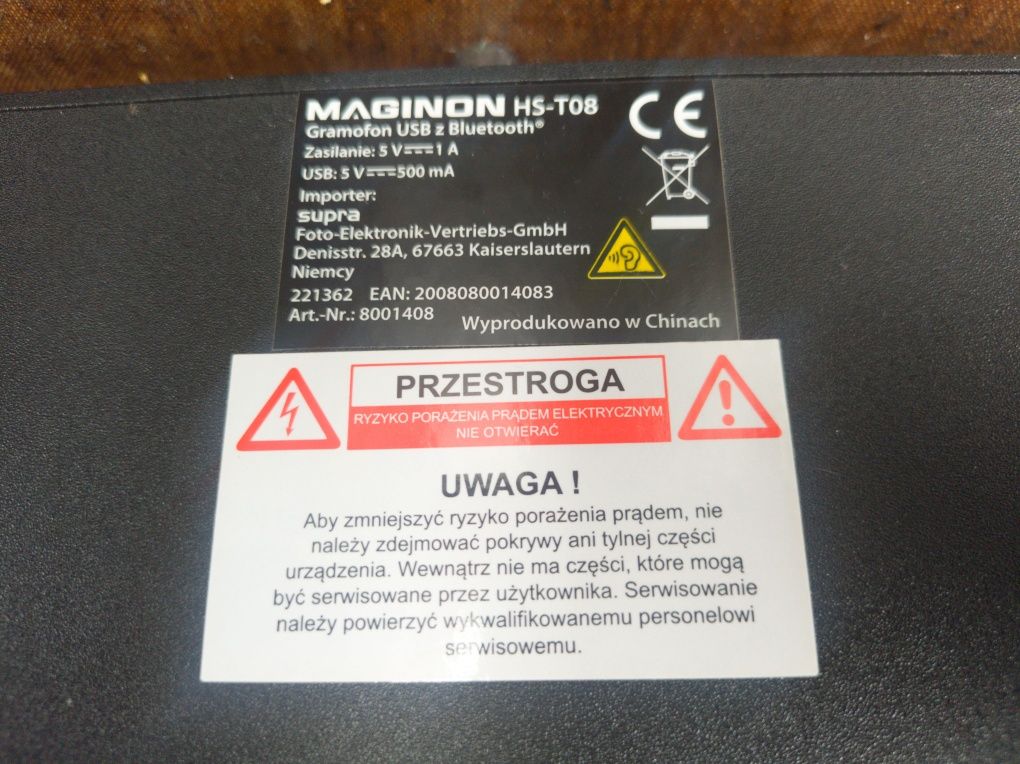 MAGINON HS-T08
Gramofon USB z Bluetooth®
Zasilanie: 5 V⎓1 A
USB: 5 V⎓500 mA
Importer:
supra
Foto-Elektronik-Vertriebs-GmbH
Denisstr. 28A, 67663 Kaiserslautern
Niemcy
221362 EAN: 2008080014083
Art.-Nr.: 8001408
Wyprodukowano w Chinach
CE
PRZESTROGA
RYZYKO PORAŻENIA PRĄDEM ELEKTRYCZNYM
NIE OTWIERAĆ
UWAGA !
Aby zmniejszyć ryzyko porażenia prądem, nie
należy zdejmować pokrywy ani tylnej części
urządzenia. Wewnątrz nie ma części, które mogą
być serwisowane przez użytkownika. Serwisowanie
należy powierzyć wykwalifikowanemu personelowi
serwisowemu.